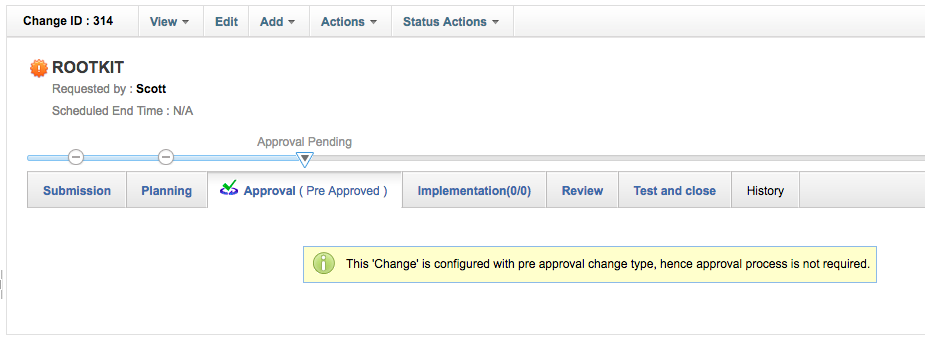 Change ID : 314 View Edit Add Actions Status Actions
ROOTKIT
Requested by : Scott
Scheduled End Time : N/A
Approval Pending
Submission Planning Approval ( Pre Approved ) Implementation(0/0) Review Test and close History
This 'Change' is configured with pre approval change type, hence approval process is not required.